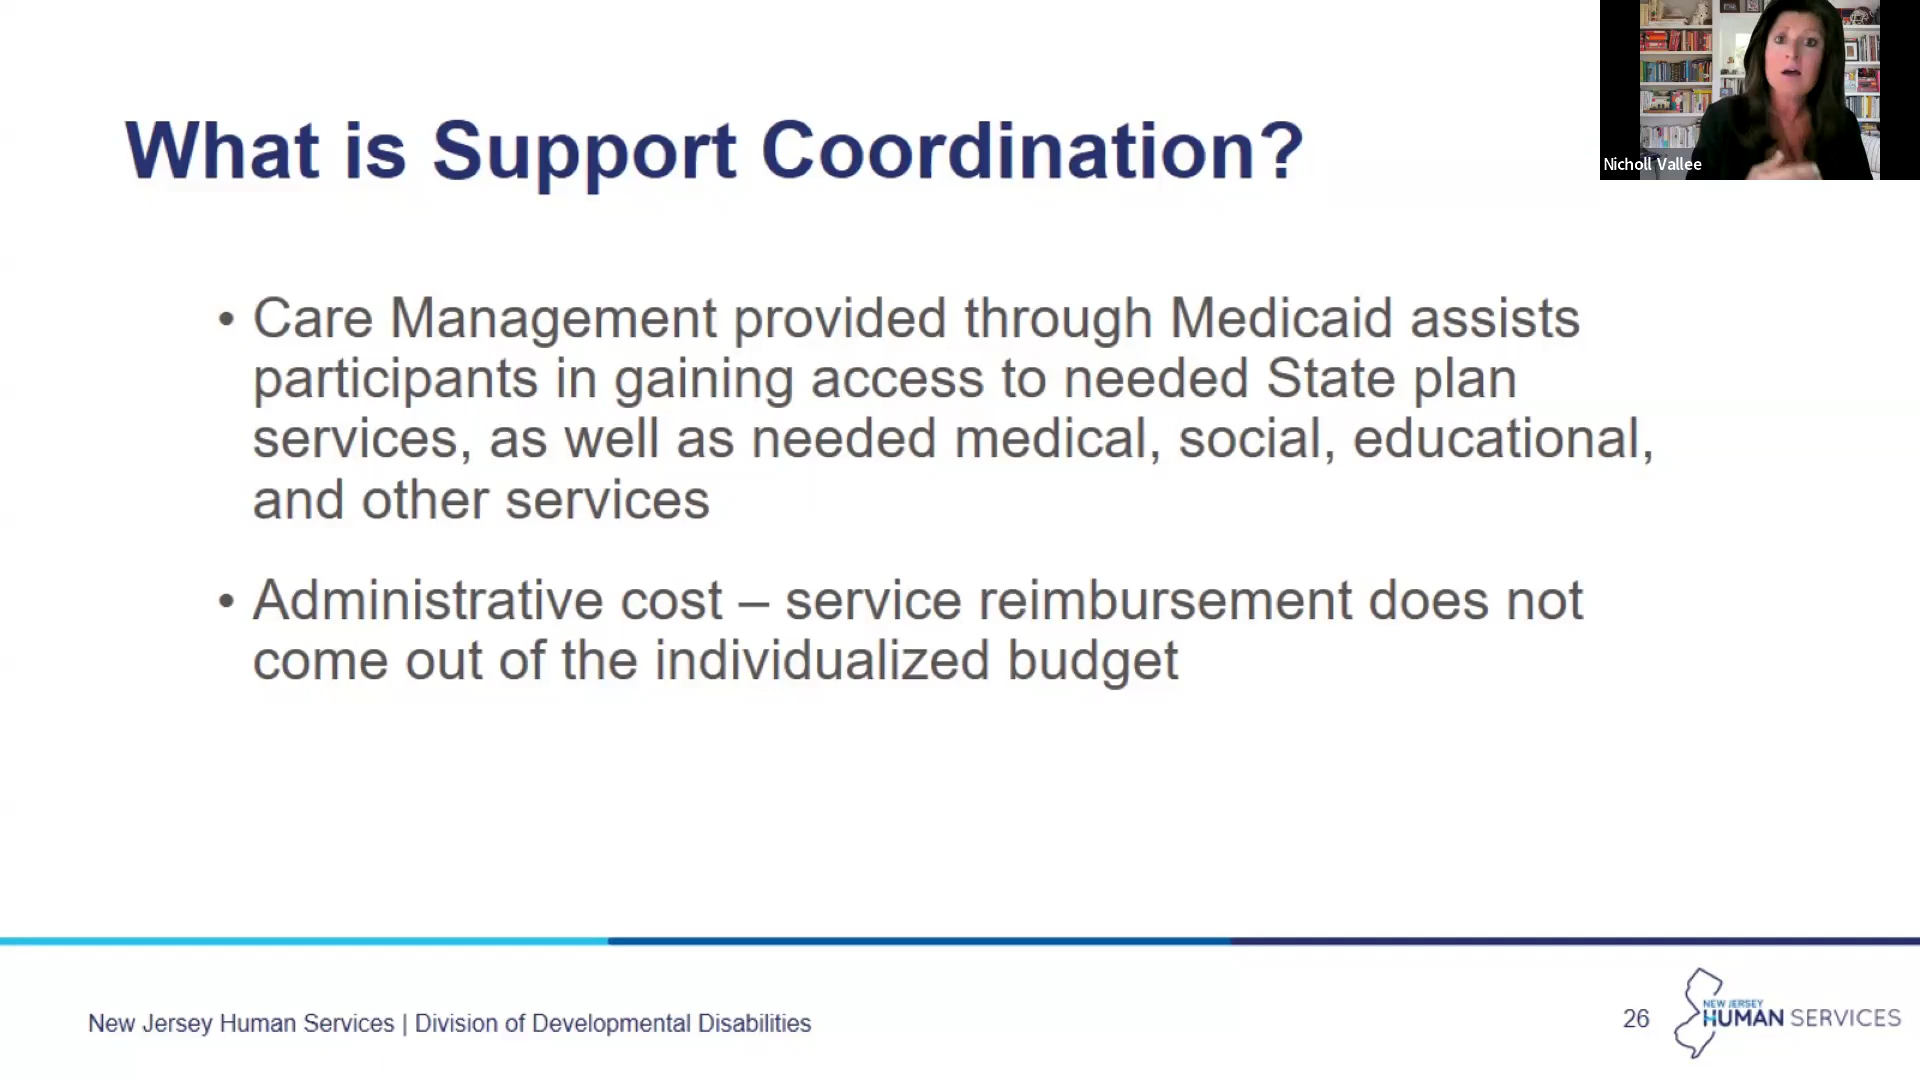 What is Support Coordination?
Nicholl Vallee
• Care Management provided through Medicaid assists
participants in gaining access to needed State plan
services, as well as needed medical, social, educational,
and other services
• Administrative cost – service reimbursement does not
come out of the individualized budget
New Jersey Human Services | Division of Developmental Disabilities
26
NEW JERSEY
HUMAN SERVICES